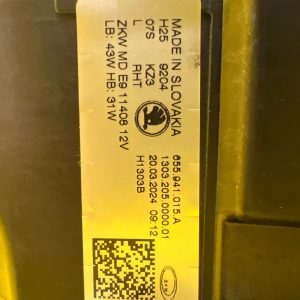 MADE IN SLOVAKIA
H25 9204
07S KZ3
L RHT
ZKW MD E9 11408 12V
LB: 43W HB: 31W
655.941.015.A
1303.205.0000.01
20.03.2024 09:12
H1303B